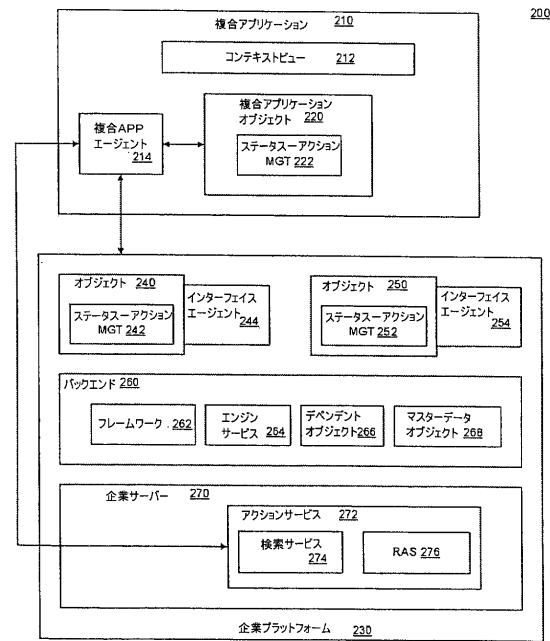 200
複合アプリケーション 210
コンテキストビュー 212
複合APP
エージェント
214
複合アプリケーション
オブジェクト 220
ステータスーアクション
MGT 222
オブジェクト 240
ステータスーアクション
MGT 242
インターフェイス
エージェント
244
オブジェクト 250
ステータスーアクション
MGT 252
インターフェイス
エージェント
254
バックエンド 260
フレームワーク 262
エンジン
サービス 264
デペンデント
オブジェクト266
マスターデータ
オブジェクト 268
企業サーバー 270
アクションサービス 272
検索サービス
274
RAS 276
企業プラットフォーム 230